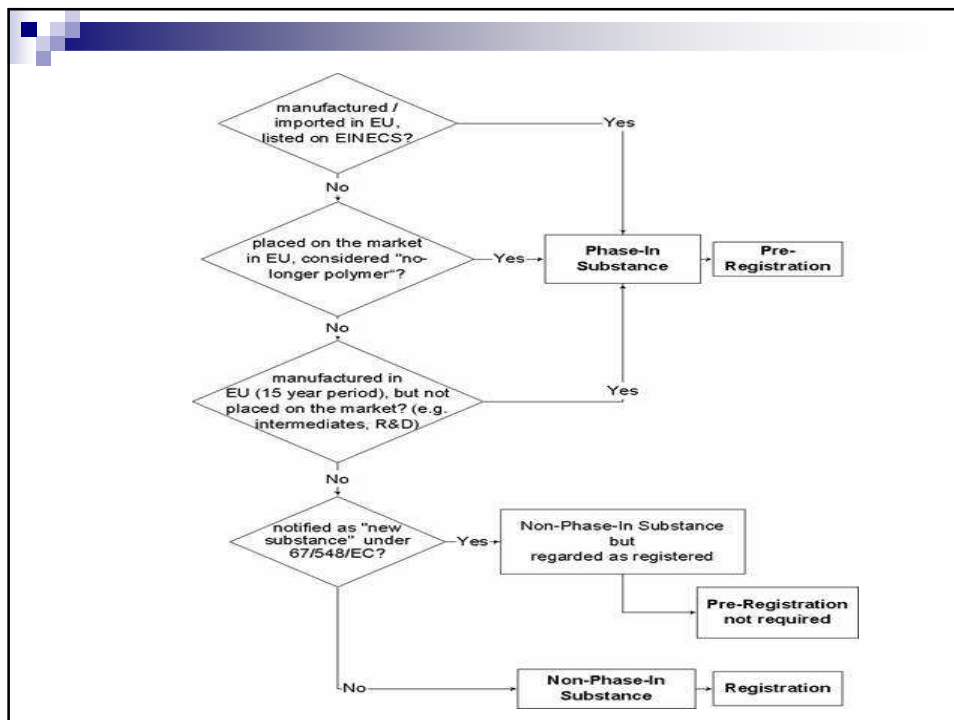 manufactured /
imported in EU,
listed on EINECS?
Yes
No
placed on the market
in EU, considered "no-
longer polymer"?
Yes
Phase-In
Substance
Pre-
Registration
No
manufactured in
EU (15 year period), but not
placed on the market? (e.g.
intermediates, R&D)
Yes
No
notified as "new
substance" under
67/548/EC?
Yes
Non-Phase-In Substance
but
regarded as registered
Pre-Registration
not required
No
Non-Phase-In
Substance
Registration